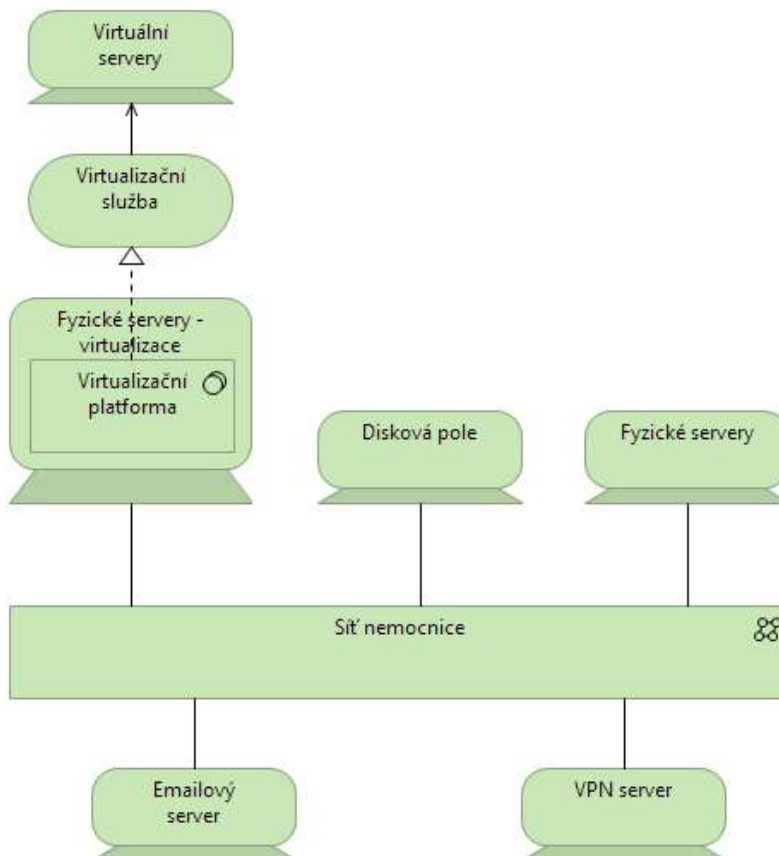 Virtuální
servery
Virtualizační
služba
Fyzické servery -
virtualizace
Virtualizační
platforma
Disková pole
Fyzické servery
Síť nemocnice
Emailový
server
VPN server